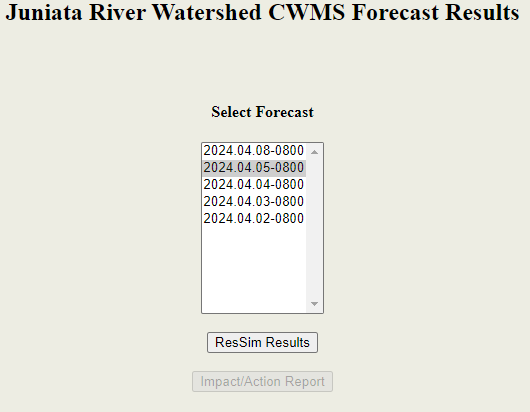 Juniata River Watershed CWMS Forecast Results
Select Forecast
2024.04.08-0800
2024.04.05-0800
2024.04.04-0800
2024.04.03-0800
2024.04.02-0800
ResSim Results
Impact/Action Report